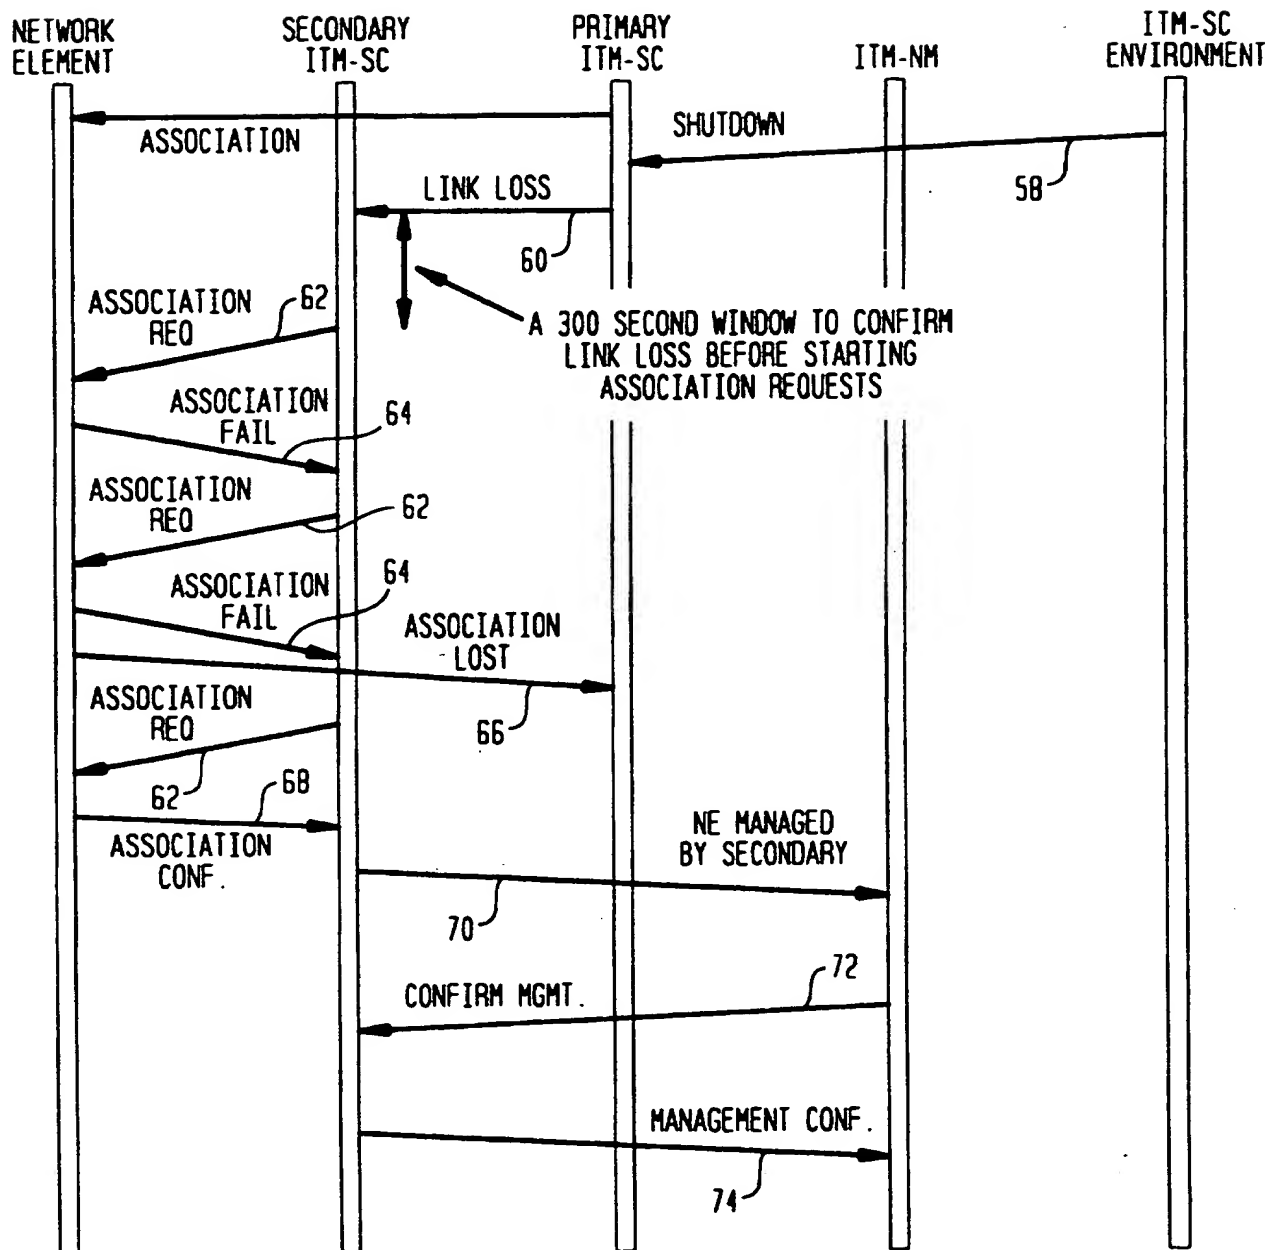 NETWORK
ELEMENT
SECONDARY
ITM-SC
PRIMARY
ITM-SC
ITM-NM
ITM-SC
ENVIRONMENT
ASSOCIATION
SHUTDOWN
58
LINK LOSS
60
A 300 SECOND WINDOW TO CONFIRM
LINK LOSS BEFORE STARTING
ASSOCIATION REQUESTS
ASSOCIATION
REQ
62
ASSOCIATION
FAIL
64
ASSOCIATION
REQ
62
ASSOCIATION
FAIL
64
ASSOCIATION
LOST
66
ASSOCIATION
REQ
62
68
ASSOCIATION
CONF.
NE MANAGED
BY SECONDARY
70
72
CONFIRM MGMT.
MANAGEMENT CONF.
74